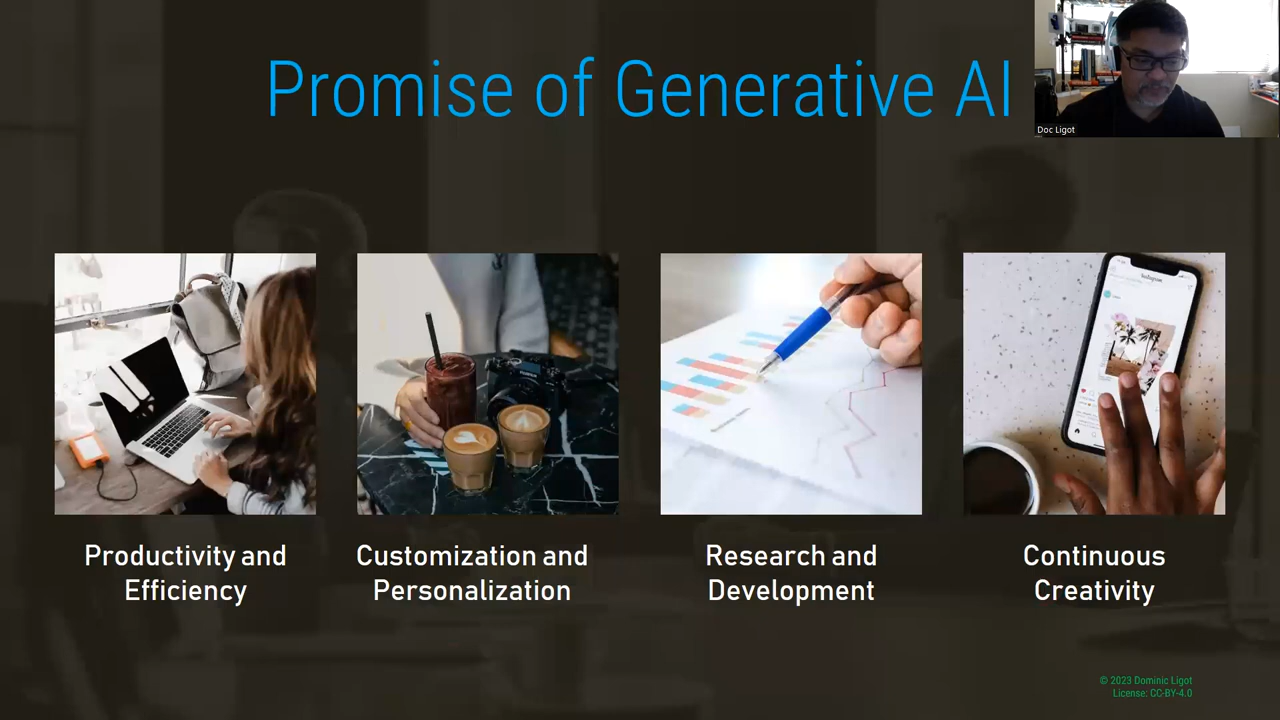 Promise of Generative AI
Doc Ligot
Productivity and
Efficiency
Customization and
Personalization
Research and
Development
Continuous
Creativity
© 2023 Dominic Ligot
License: CC-BY-4.0